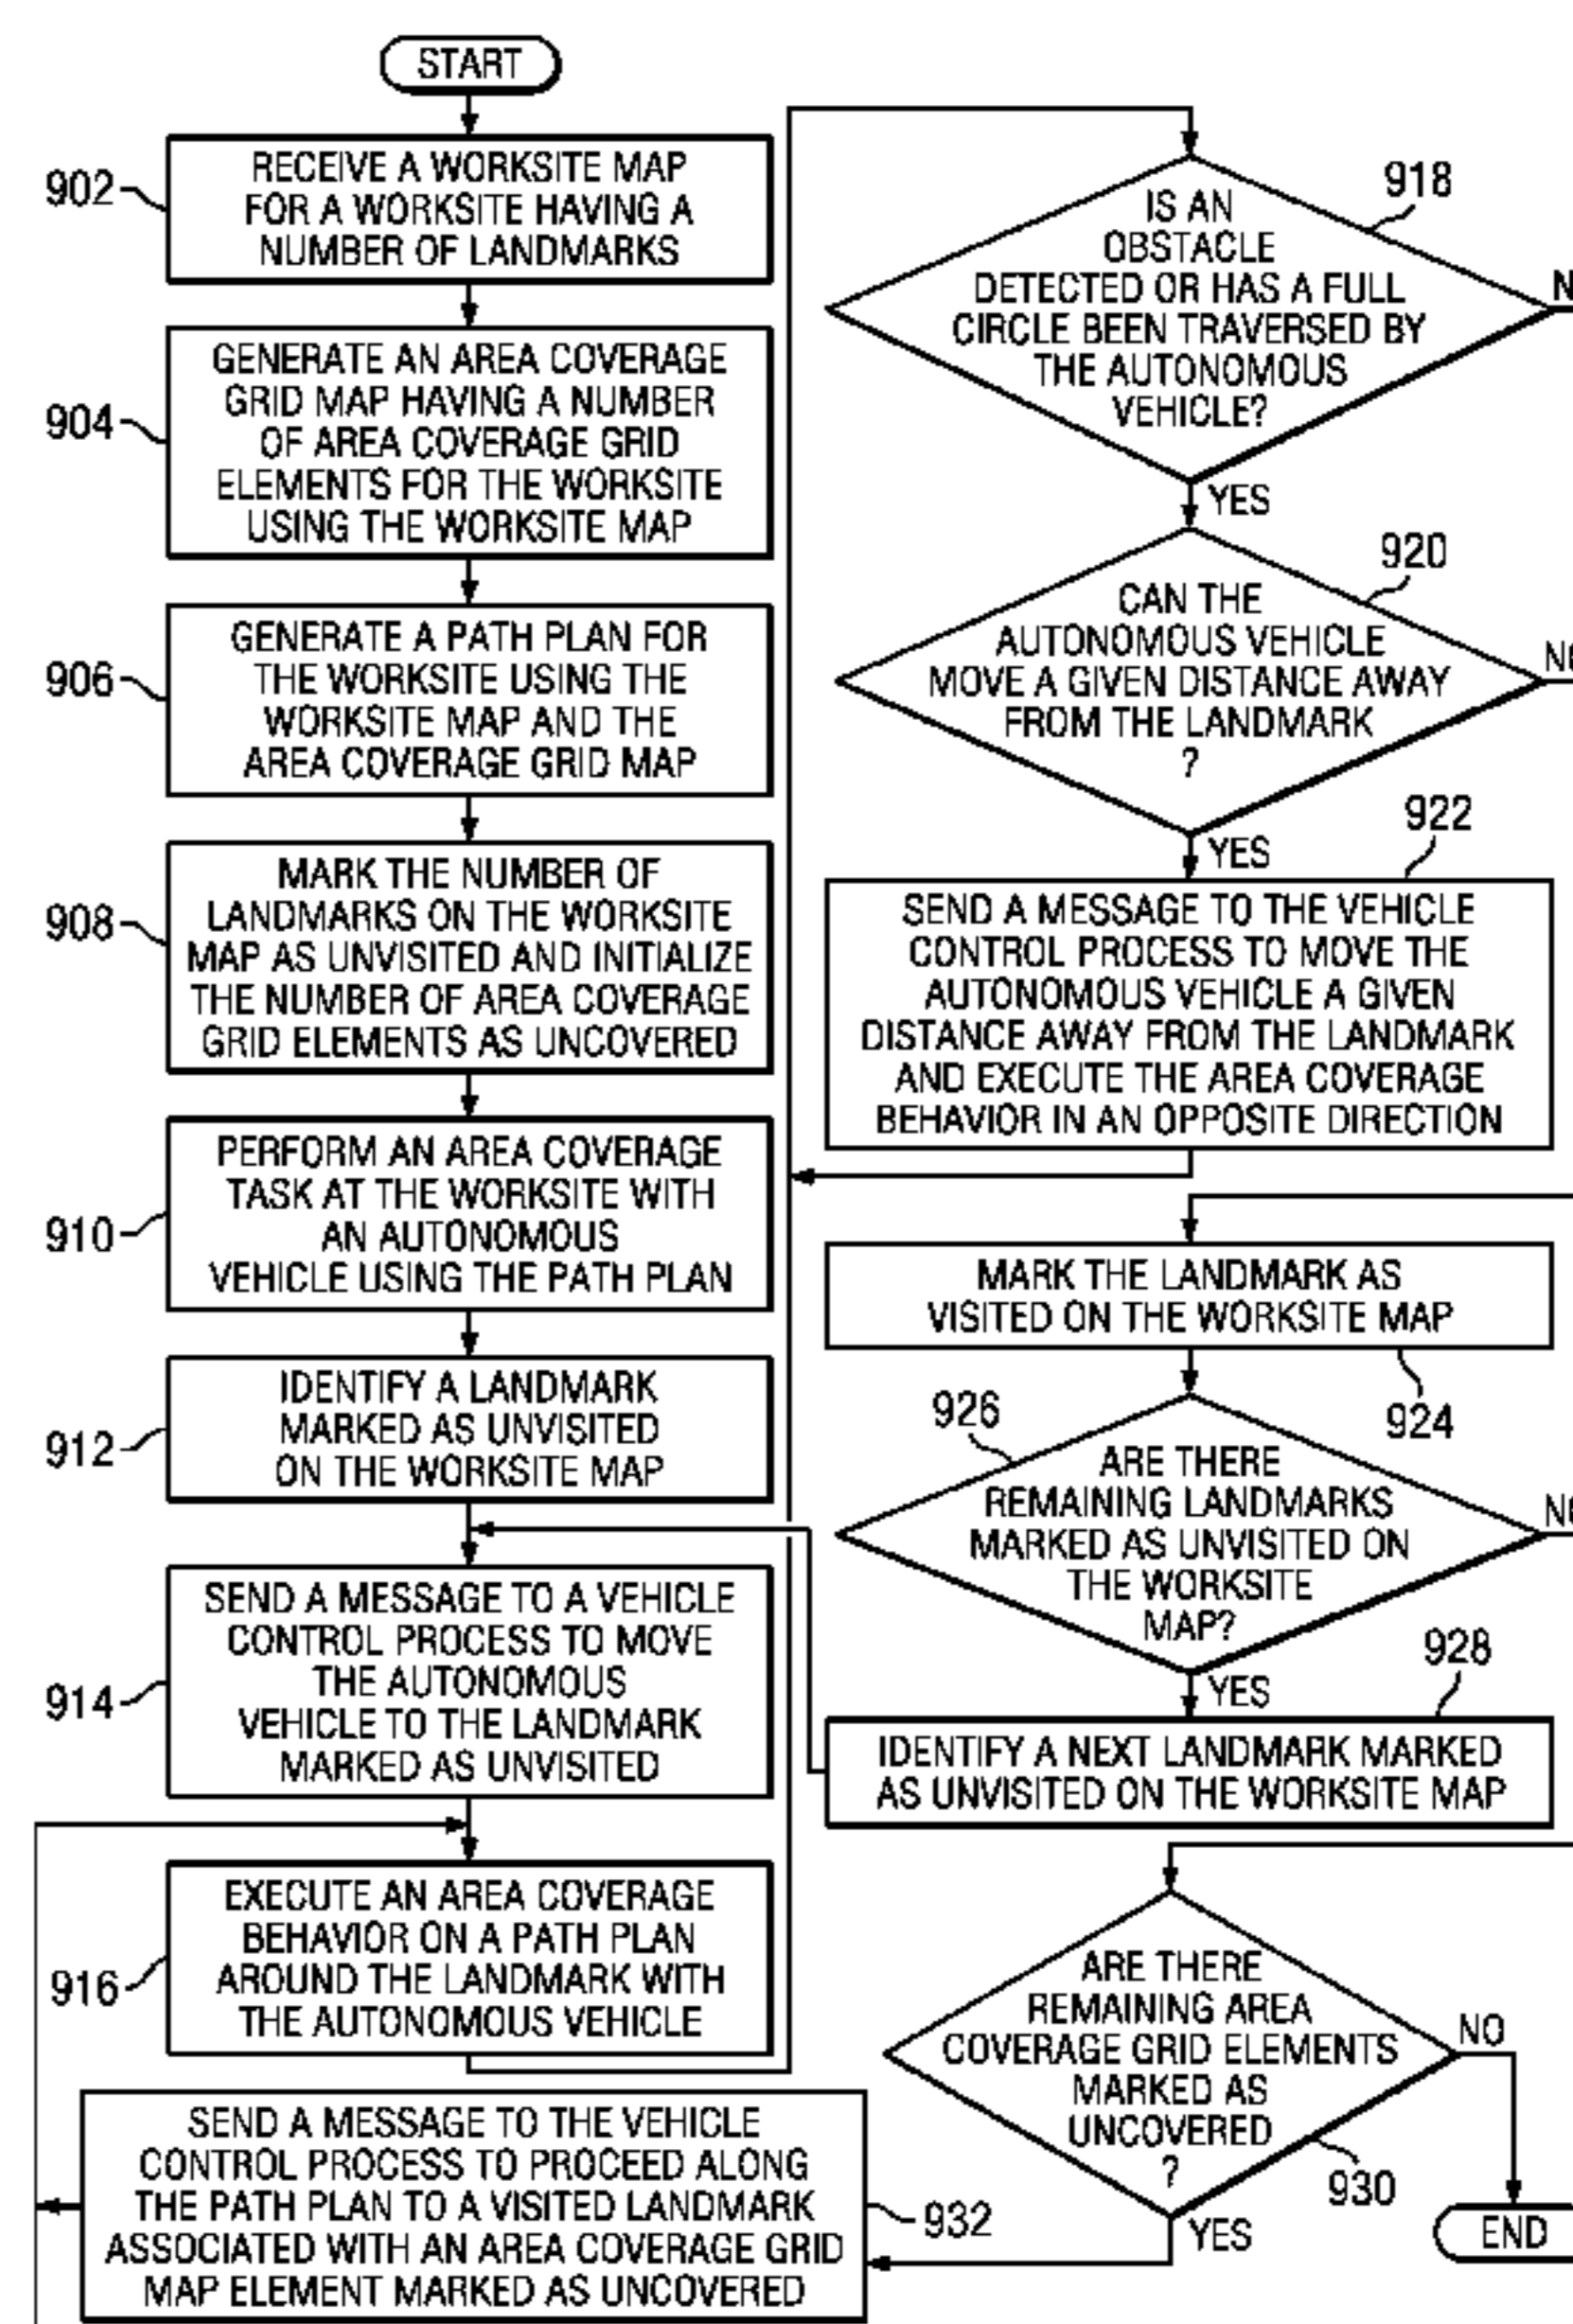 START
902
RECEIVE A WORKSITE MAP
FOR A WORKSITE HAVING A
NUMBER OF LANDMARKS
904
GENERATE AN AREA COVERAGE
GRID MAP HAVING A NUMBER
OF AREA COVERAGE GRID
ELEMENTS FOR THE WORKSITE
USING THE WORKSITE MAP
906
GENERATE A PATH PLAN FOR
THE WORKSITE USING THE
WORKSITE MAP AND THE
AREA COVERAGE GRID MAP
908
MARK THE NUMBER OF
LANDMARKS ON THE WORKSITE
MAP AS UNVISITED AND INITIALIZE
THE NUMBER OF AREA COVERAGE
GRID ELEMENTS AS UNCOVERED
910
PERFORM AN AREA COVERAGE
TASK AT THE WORKSITE WITH
AN AUTONOMOUS
VEHICLE USING THE PATH PLAN
912
IDENTIFY A LANDMARK
MARKED AS UNVISITED
ON THE WORKSITE MAP
914
SEND A MESSAGE TO A VEHICLE
CONTROL PROCESS TO MOVE
THE AUTONOMOUS
VEHICLE TO THE LANDMARK
MARKED AS UNVISITED
916
EXECUTE AN AREA COVERAGE
BEHAVIOR ON A PATH PLAN
AROUND THE LANDMARK WITH
THE AUTONOMOUS VEHICLE
918
IS AN
OBSTACLE
DETECTED OR HAS A FULL
CIRCLE BEEN TRAVERSED BY
THE AUTONOMOUS
VEHICLE?
N
YES
920
CAN THE
AUTONOMOUS VEHICLE
MOVE A GIVEN DISTANCE AWAY
FROM THE LANDMARK
?
NO
YES
922
SEND A MESSAGE TO THE VEHICLE
CONTROL PROCESS TO MOVE THE
AUTONOMOUS VEHICLE A GIVEN
DISTANCE AWAY FROM THE LANDMARK
AND EXECUTE THE AREA COVERAGE
BEHAVIOR IN AN OPPOSITE DIRECTION
MARK THE LANDMARK AS
VISITED ON THE WORKSITE MAP
924
926
ARE THERE
REMAINING LANDMARKS
MARKED AS UNVISITED ON
THE WORKSITE
MAP?
NO
YES
928
IDENTIFY A NEXT LANDMARK MARKED
AS UNVISITED ON THE WORKSITE MAP
ARE THERE
REMAINING AREA
COVERAGE GRID ELEMENTS
MARKED AS
UNCOVERED
?
930
NO
YES
END
SEND A MESSAGE TO THE VEHICLE
CONTROL PROCESS TO PROCEED ALONG
THE PATH PLAN TO A VISITED LANDMARK
ASSOCIATED WITH AN AREA COVERAGE GRID
MAP ELEMENT MARKED AS UNCOVERED
932